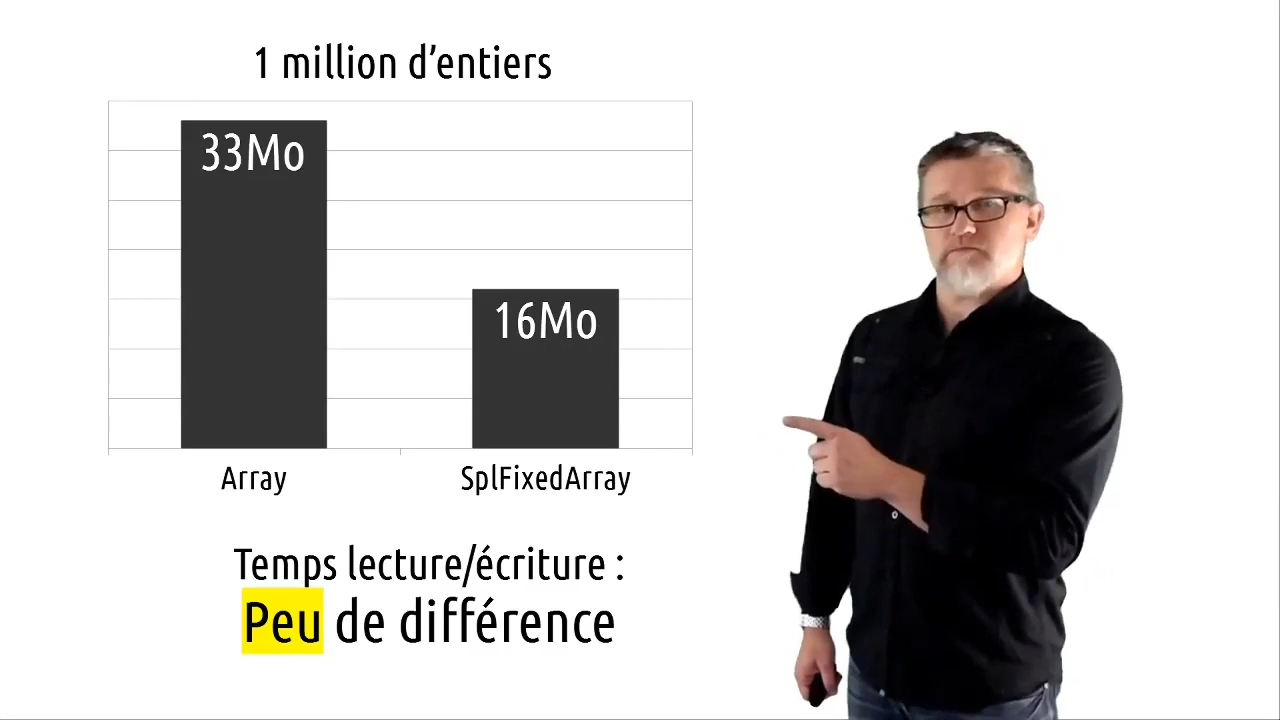 1 million d’entiers
33Mo
16Mo
Array
SplFixedArray
Temps lecture/écriture :
Peu de différence